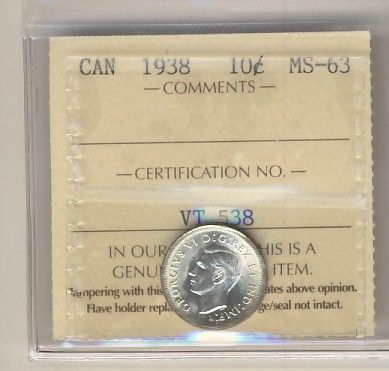 CAN 1938 10¢ MS-63
— COMMENTS —
— CERTIFICATION NO. —
VT 538
IN OUR HIS IS A
GENU ITEM.
Tampering with this ates above opinion.
Have holder repla ge/seal not intact.
GEORGIVS VI D:G:REX ET IND:IMP: